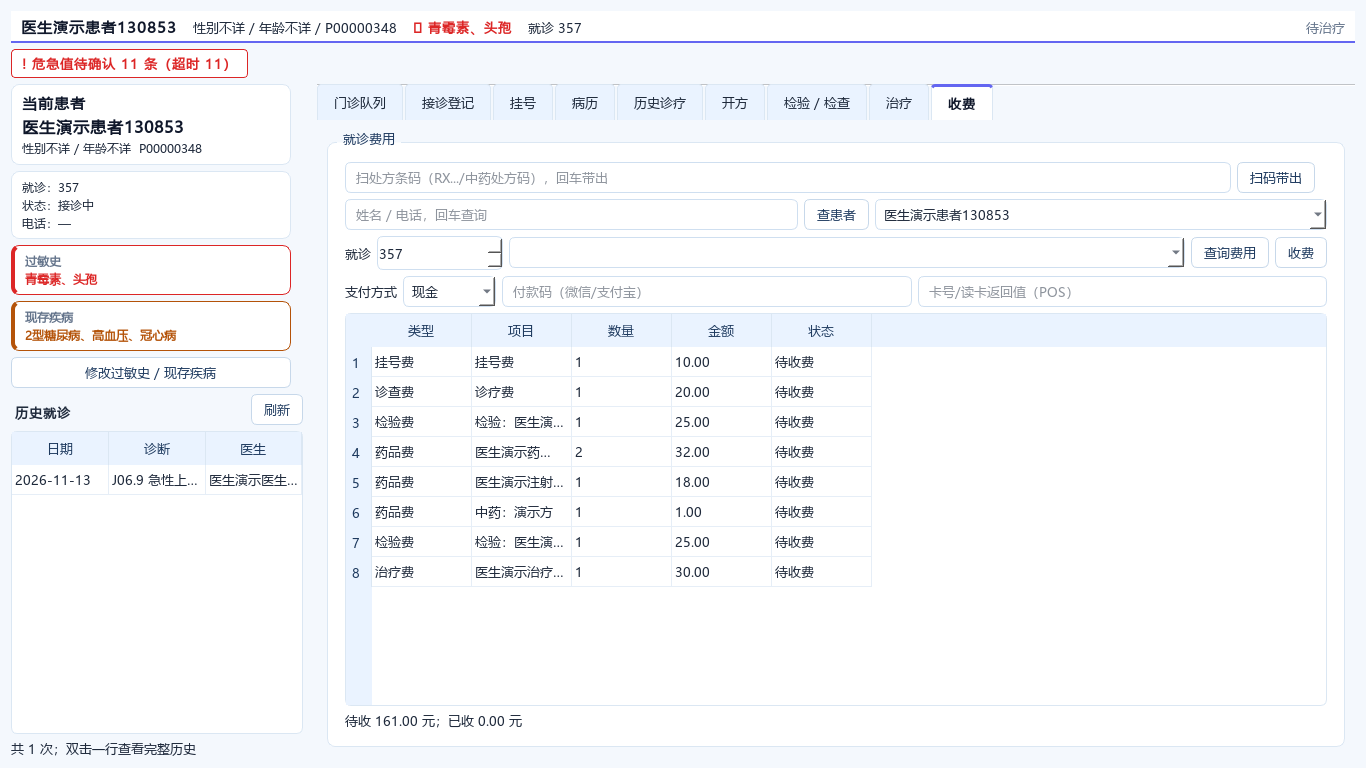 医生演示患者130853 性别不详 / 年龄不详 / P00000348 青霉素、头孢 就诊 357 待治疗
! 危急值待确认 11 条（超时 11）
当前患者
医生演示患者130853
性别不详 / 年龄不详 P00000348
就诊：357
状态：接诊中
电话：—
过敏史
青霉素、头孢
现存疾病
2型糖尿病、高血压、冠心病
修改过敏史 / 现存疾病
历史就诊 刷新
日期 诊断 医生
2026-11-13 J06.9 急性上... 医生演示医生...
共 1 次；双击一行查看完整历史
门诊队列 接诊登记 挂号 病历 历史诊疗 开方 检验 / 检查 治疗 收费
就诊费用
扫处方条码（RX.../中药处方码），回车带出 扫码带出
姓名 / 电话，回车查询 查患者 医生演示患者130853
就诊 357 查询费用 收费
支付方式 现金 付款码（微信/支付宝） 卡号/读卡返回值（POS）
类型 项目 数量 金额 状态
1 挂号费 挂号费 1 10.00 待收费
2 诊查费 诊疗费 1 20.00 待收费
3 检验费 检验：医生演... 1 25.00 待收费
4 药品费 医生演示药... 2 32.00 待收费
5 药品费 医生演示注射... 1 18.00 待收费
6 药品费 中药：演示方 1 1.00 待收费
7 检验费 检验：医生演... 1 25.00 待收费
8 治疗费 医生演示治疗... 1 30.00 待收费
待收 161.00 元；已收 0.00 元